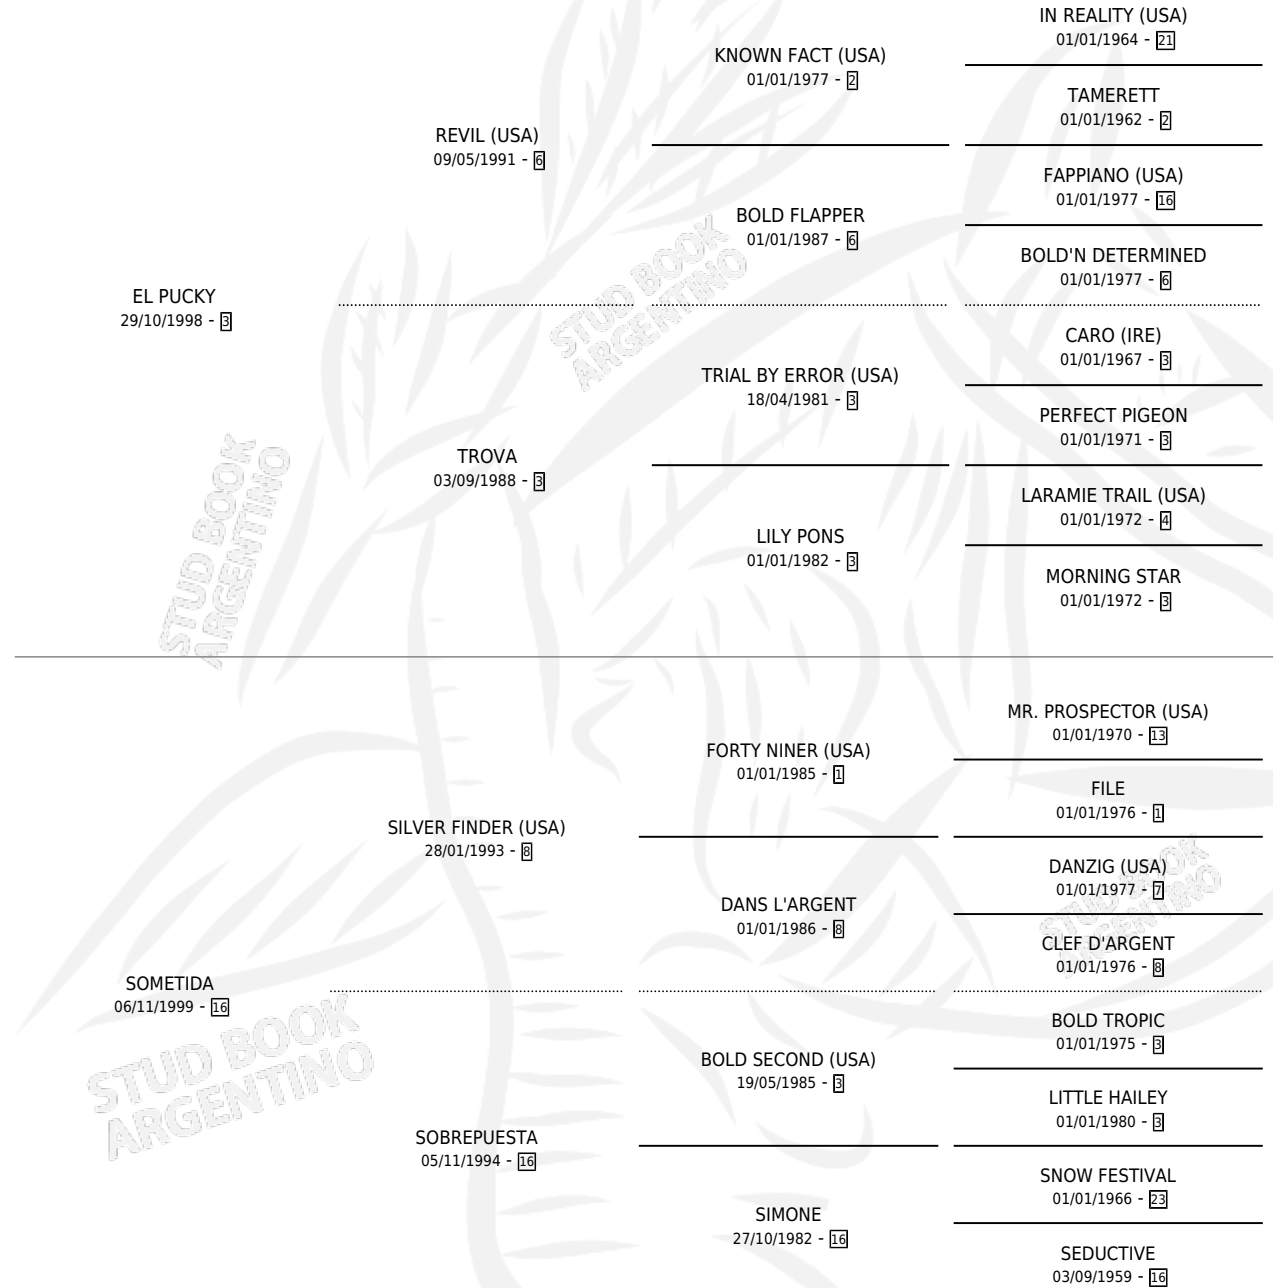 IN REALITY (USA)
01/01/1964 - 21
KNOWN FACT (USA)
01/01/1977 - 2
TAMERETT
01/01/1962 - 2
REVIL (USA)
09/05/1991 - 6
FAPPIANO (USA)
01/01/1977 - 16
BOLD FLAPPER
01/01/1987 - 6
BOLD'N DETERMINED
01/01/1977 - 6
EL PUCKY
29/10/1998 - 3
CARO (IRE)
01/01/1967 - 3
TRIAL BY ERROR (USA)
18/04/1981 - 3
PERFECT PIGEON
01/01/1971 - 3
TROVA
03/09/1988 - 3
LARAMIE TRAIL (USA)
01/01/1972 - 4
LILY PONS
01/01/1982 - 3
MORNING STAR
01/01/1972 - 3
STUD BOOK
ARGENTINO
STUD BOOK
ARGENTINO
MR. PROSPECTOR (USA)
01/01/1970 - 13
FORTY NINER (USA)
01/01/1985 - 1
FILE
01/01/1976 - 1
SILVER FINDER (USA)
28/01/1993 - 8
DANZIG (USA)
01/01/1977 - 7
DANS L'ARGENT
01/01/1986 - 8
CLEF D'ARGENT
01/01/1976 - 8
STUD BOOK
ARGENTINO
SOMETIDA
06/11/1999 - 16
BOLD TROPIC
01/01/1975 - 3
BOLD SECOND (USA)
19/05/1985 - 3
LITTLE HAILEY
01/01/1980 - 3
STUD BOOK
ARGENTINO
SOBREPUESTA
05/11/1994 - 16
SNOW FESTIVAL
01/01/1966 - 23
SIMONE
27/10/1982 - 16
SEDUCTIVE
03/09/1959 - 16